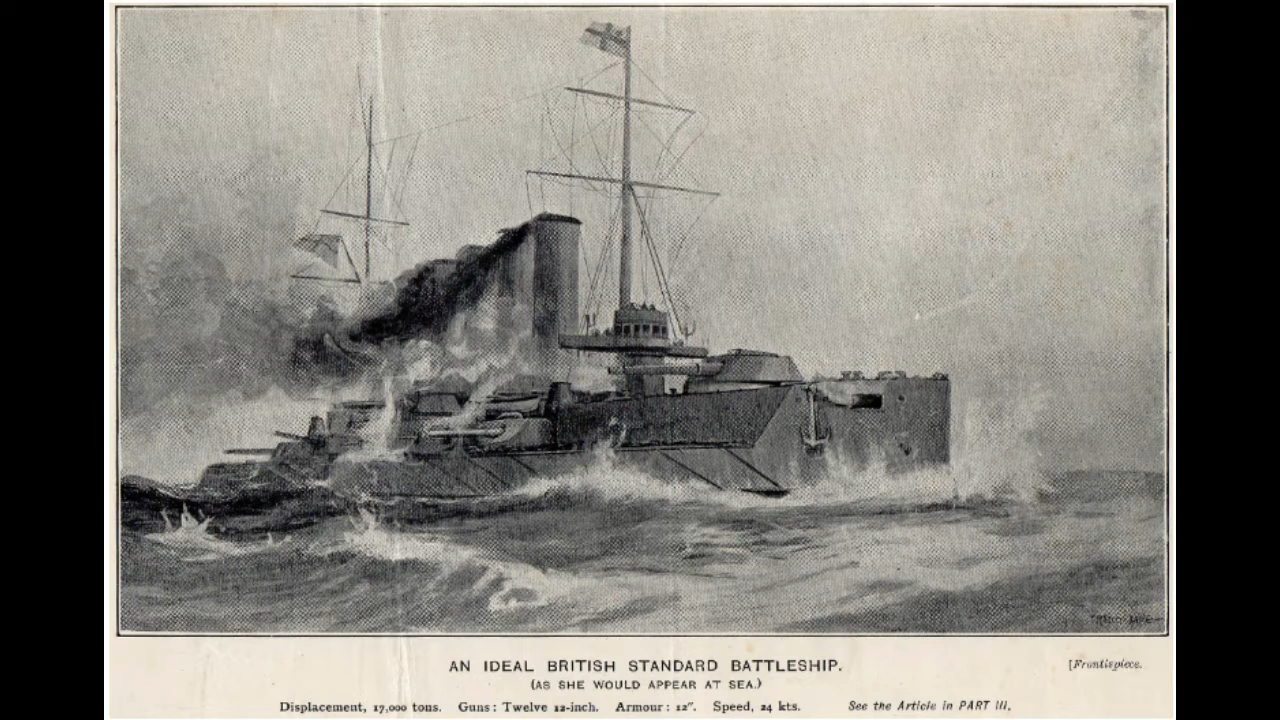 AN IDEAL BRITISH STANDARD BATTLESHIP.
[Frontispiece.
(AS SHE WOULD APPEAR AT SEA.)
Displacement, 17,000 tons. Guns: Twelve 12-inch. Armour: 12". Speed, 24 kts. See the Article in PART III.